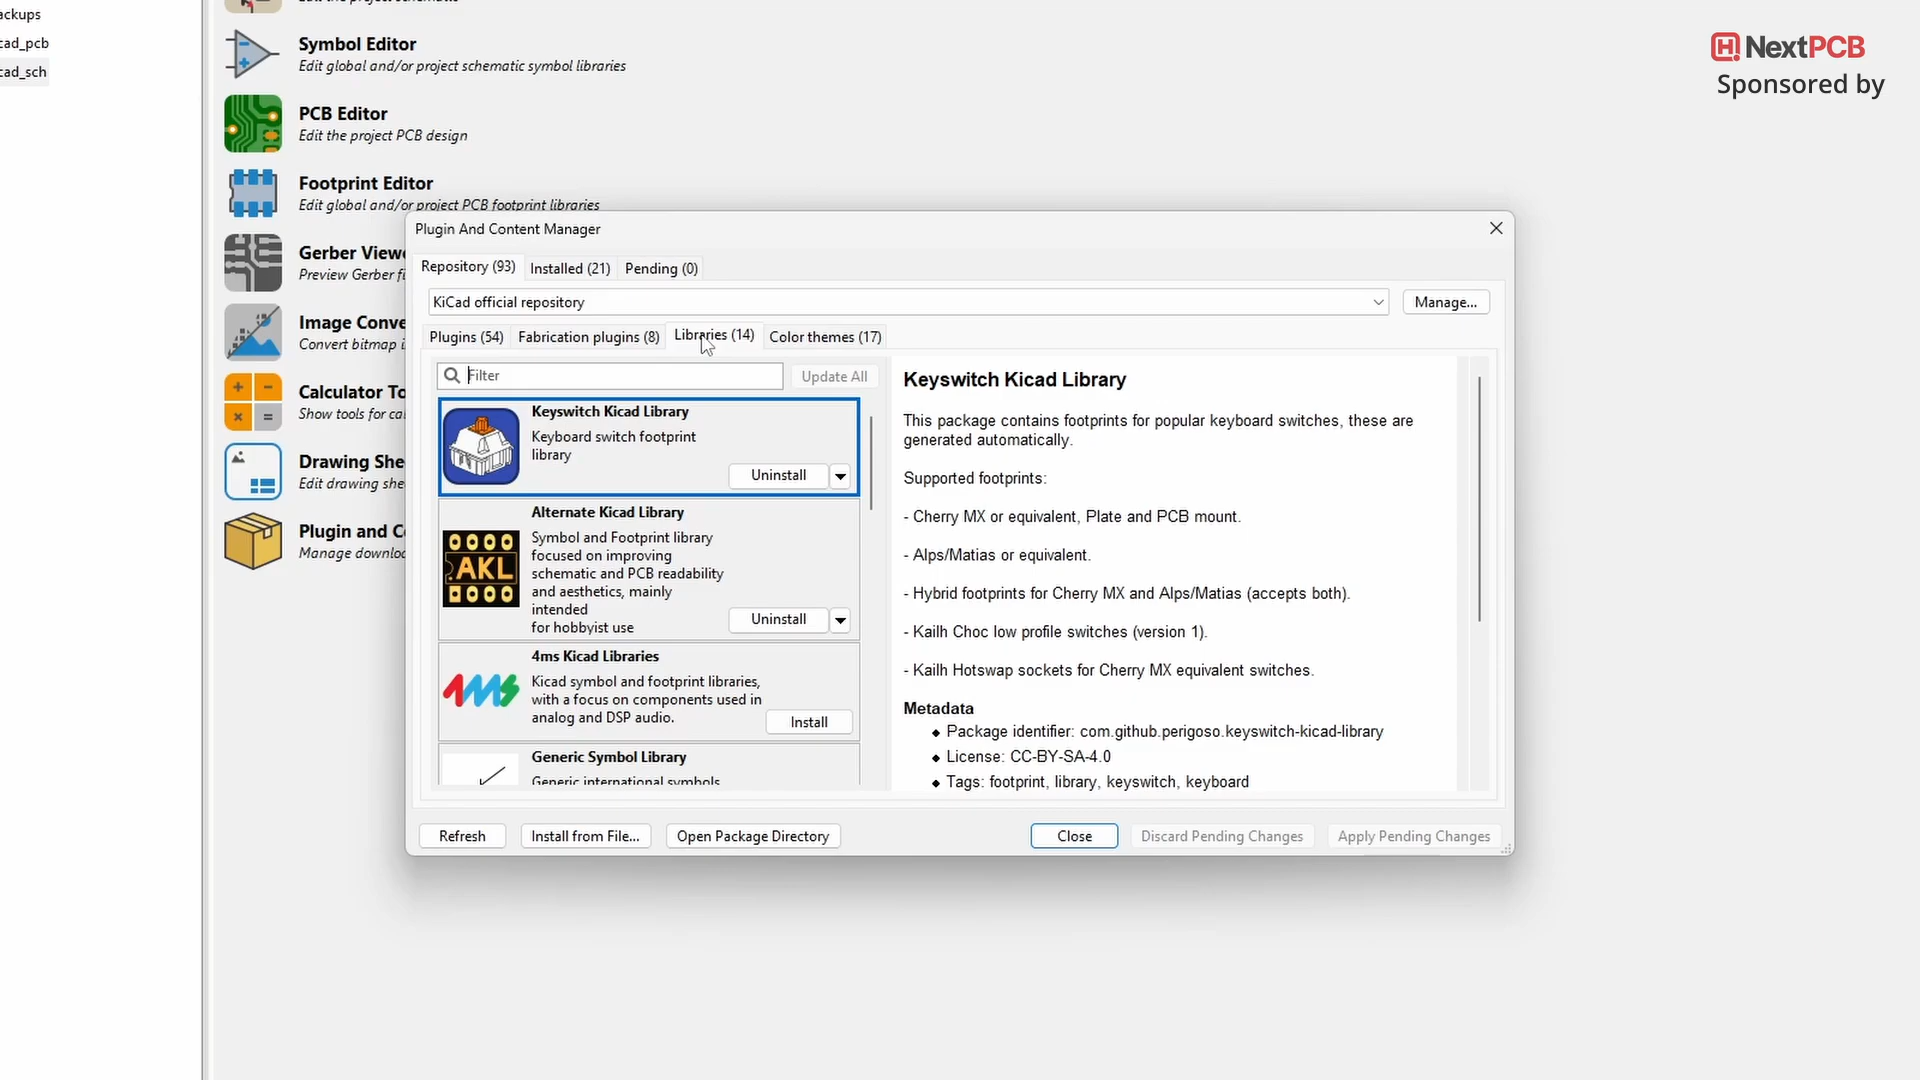 ackups
cad_pcb
cad_sch
Symbol Editor
Edit global and/or project schematic symbol libraries
PCB Editor
Edit the project PCB design
Footprint Editor
Edit global and/or project PCB footprint libraries
Gerber Viewe
Preview Gerber fi
Image Conve
Convert bitmap i
Calculator To
Show tools for ca
Drawing She
Edit drawing she
Plugin and Co
Manage downloa
NextPCB
Sponsored by
Plugin And Content Manager
Repository (93)
Installed (21)
Pending (0)
KiCad official repository
Manage...
Plugins (54)
Fabrication plugins (8)
Libraries (14)
Color themes (17)
Filter
Update All
Keyswitch Kicad Library
Keyboard switch footprint
library
Uninstall
Alternate Kicad Library
Symbol and Footprint library
focused on improving
schematic and PCB readability
and aesthetics, mainly
intended
for hobbyist use
AKL
Uninstall
4ms Kicad Libraries
Kicad symbol and footprint libraries,
with a focus on components used in
analog and DSP audio.
4ms
Install
Generic Symbol Library
Generic international symbols
Keyswitch Kicad Library
This package contains footprints for popular keyboard switches, these are
generated automatically.
Supported footprints:
- Cherry MX or equivalent, Plate and PCB mount.
- Alps/Matias or equivalent.
- Hybrid footprints for Cherry MX and Alps/Matias (accepts both).
- Kailh Choc low profile switches (version 1).
- Kailh Hotswap sockets for Cherry MX equivalent switches.
Metadata
◆ Package identifier: com.github.perigoso.keyswitch-kicad-library
◆ License: CC-BY-SA-4.0
◆ Tags: footprint, library, keyswitch, keyboard
Refresh
Install from File...
Open Package Directory
Close
Discard Pending Changes
Apply Pending Changes